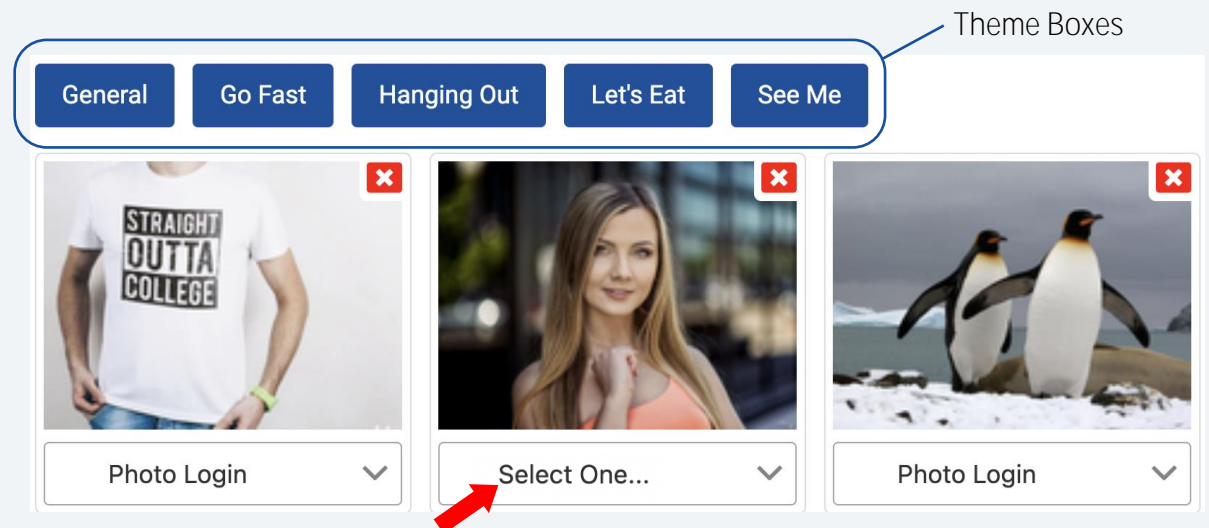 Theme Boxes
General Go Fast Hanging Out Let's Eat See Me
STRAIGHT
OUTTA
COLLEGE
Photo Login Select One... Photo Login